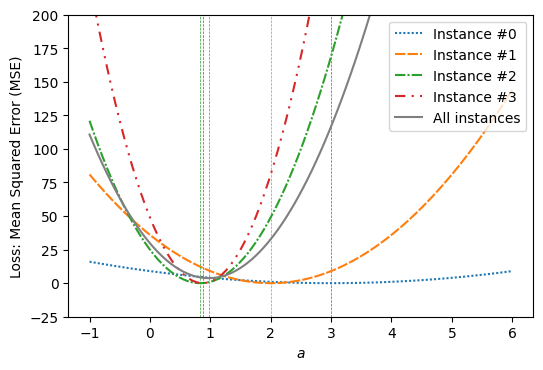 Loss: Mean Squared Error (MSE)
200
175
150
125
100
75
50
25
0
−25
−1
0
1
2
3
4
5
6
a
Instance #0
Instance #1
Instance #2
Instance #3
All instances